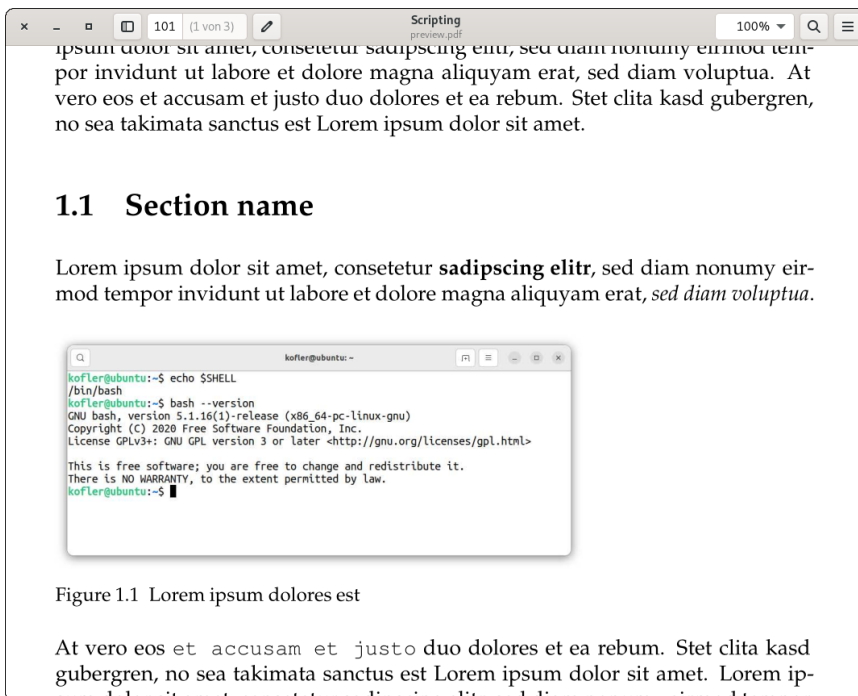 101 (1 von 3)
Scripting
preview.pdf
100%
ipsum dolor sit amet, consetetur sadipscing elitr, sed diam nonumy eirmod tem-
por invidunt ut labore et dolore magna aliquyam erat, sed diam voluptua. At
vero eos et accusam et justo duo dolores et ea rebum. Stet clita kasd gubergren,
no sea takimata sanctus est Lorem ipsum dolor sit amet.
1.1 Section name
Lorem ipsum dolor sit amet, consetetur sadipscing elitr, sed diam nonumy eir-
mod tempor invidunt ut labore et dolore magna aliquyam erat, sed diam voluptua.
kofler@ubuntu: ~
kofler@ubuntu:~$ echo $SHELL
/bin/bash
kofler@ubuntu:~$ bash --version
GNU bash, version 5.1.16(1)-release (x86_64-pc-linux-gnu)
Copyright (C) 2020 Free Software Foundation, Inc.
License GPLv3+: GNU GPL version 3 or later <http://gnu.org/licenses/gpl.html>
This is free software; you are free to change and redistribute it.
There is NO WARRANTY, to the extent permitted by law.
kofler@ubuntu:~$
Figure 1.1 Lorem ipsum dolores est
At vero eos et accusam et justo duo dolores et ea rebum. Stet clita kasd
gubergren, no sea takimata sanctus est Lorem ipsum dolor sit amet. Lorem ip-